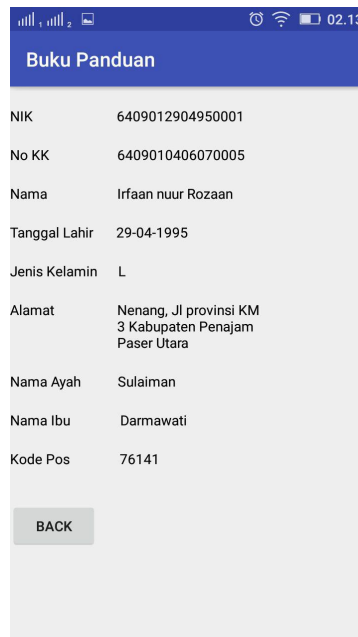 1 2 02.13
Buku Panduan
NIK 6409012904950001
No KK 6409010406070005
Nama Irfaan nuur Rozaan
Tanggal Lahir 29-04-1995
Jenis Kelamin L
Alamat Nenang, Jl provinsi KM
3 Kabupaten Penajam
Paser Utara
Nama Ayah Sulaiman
Nama Ibu Darmawati
Kode Pos 76141
BACK